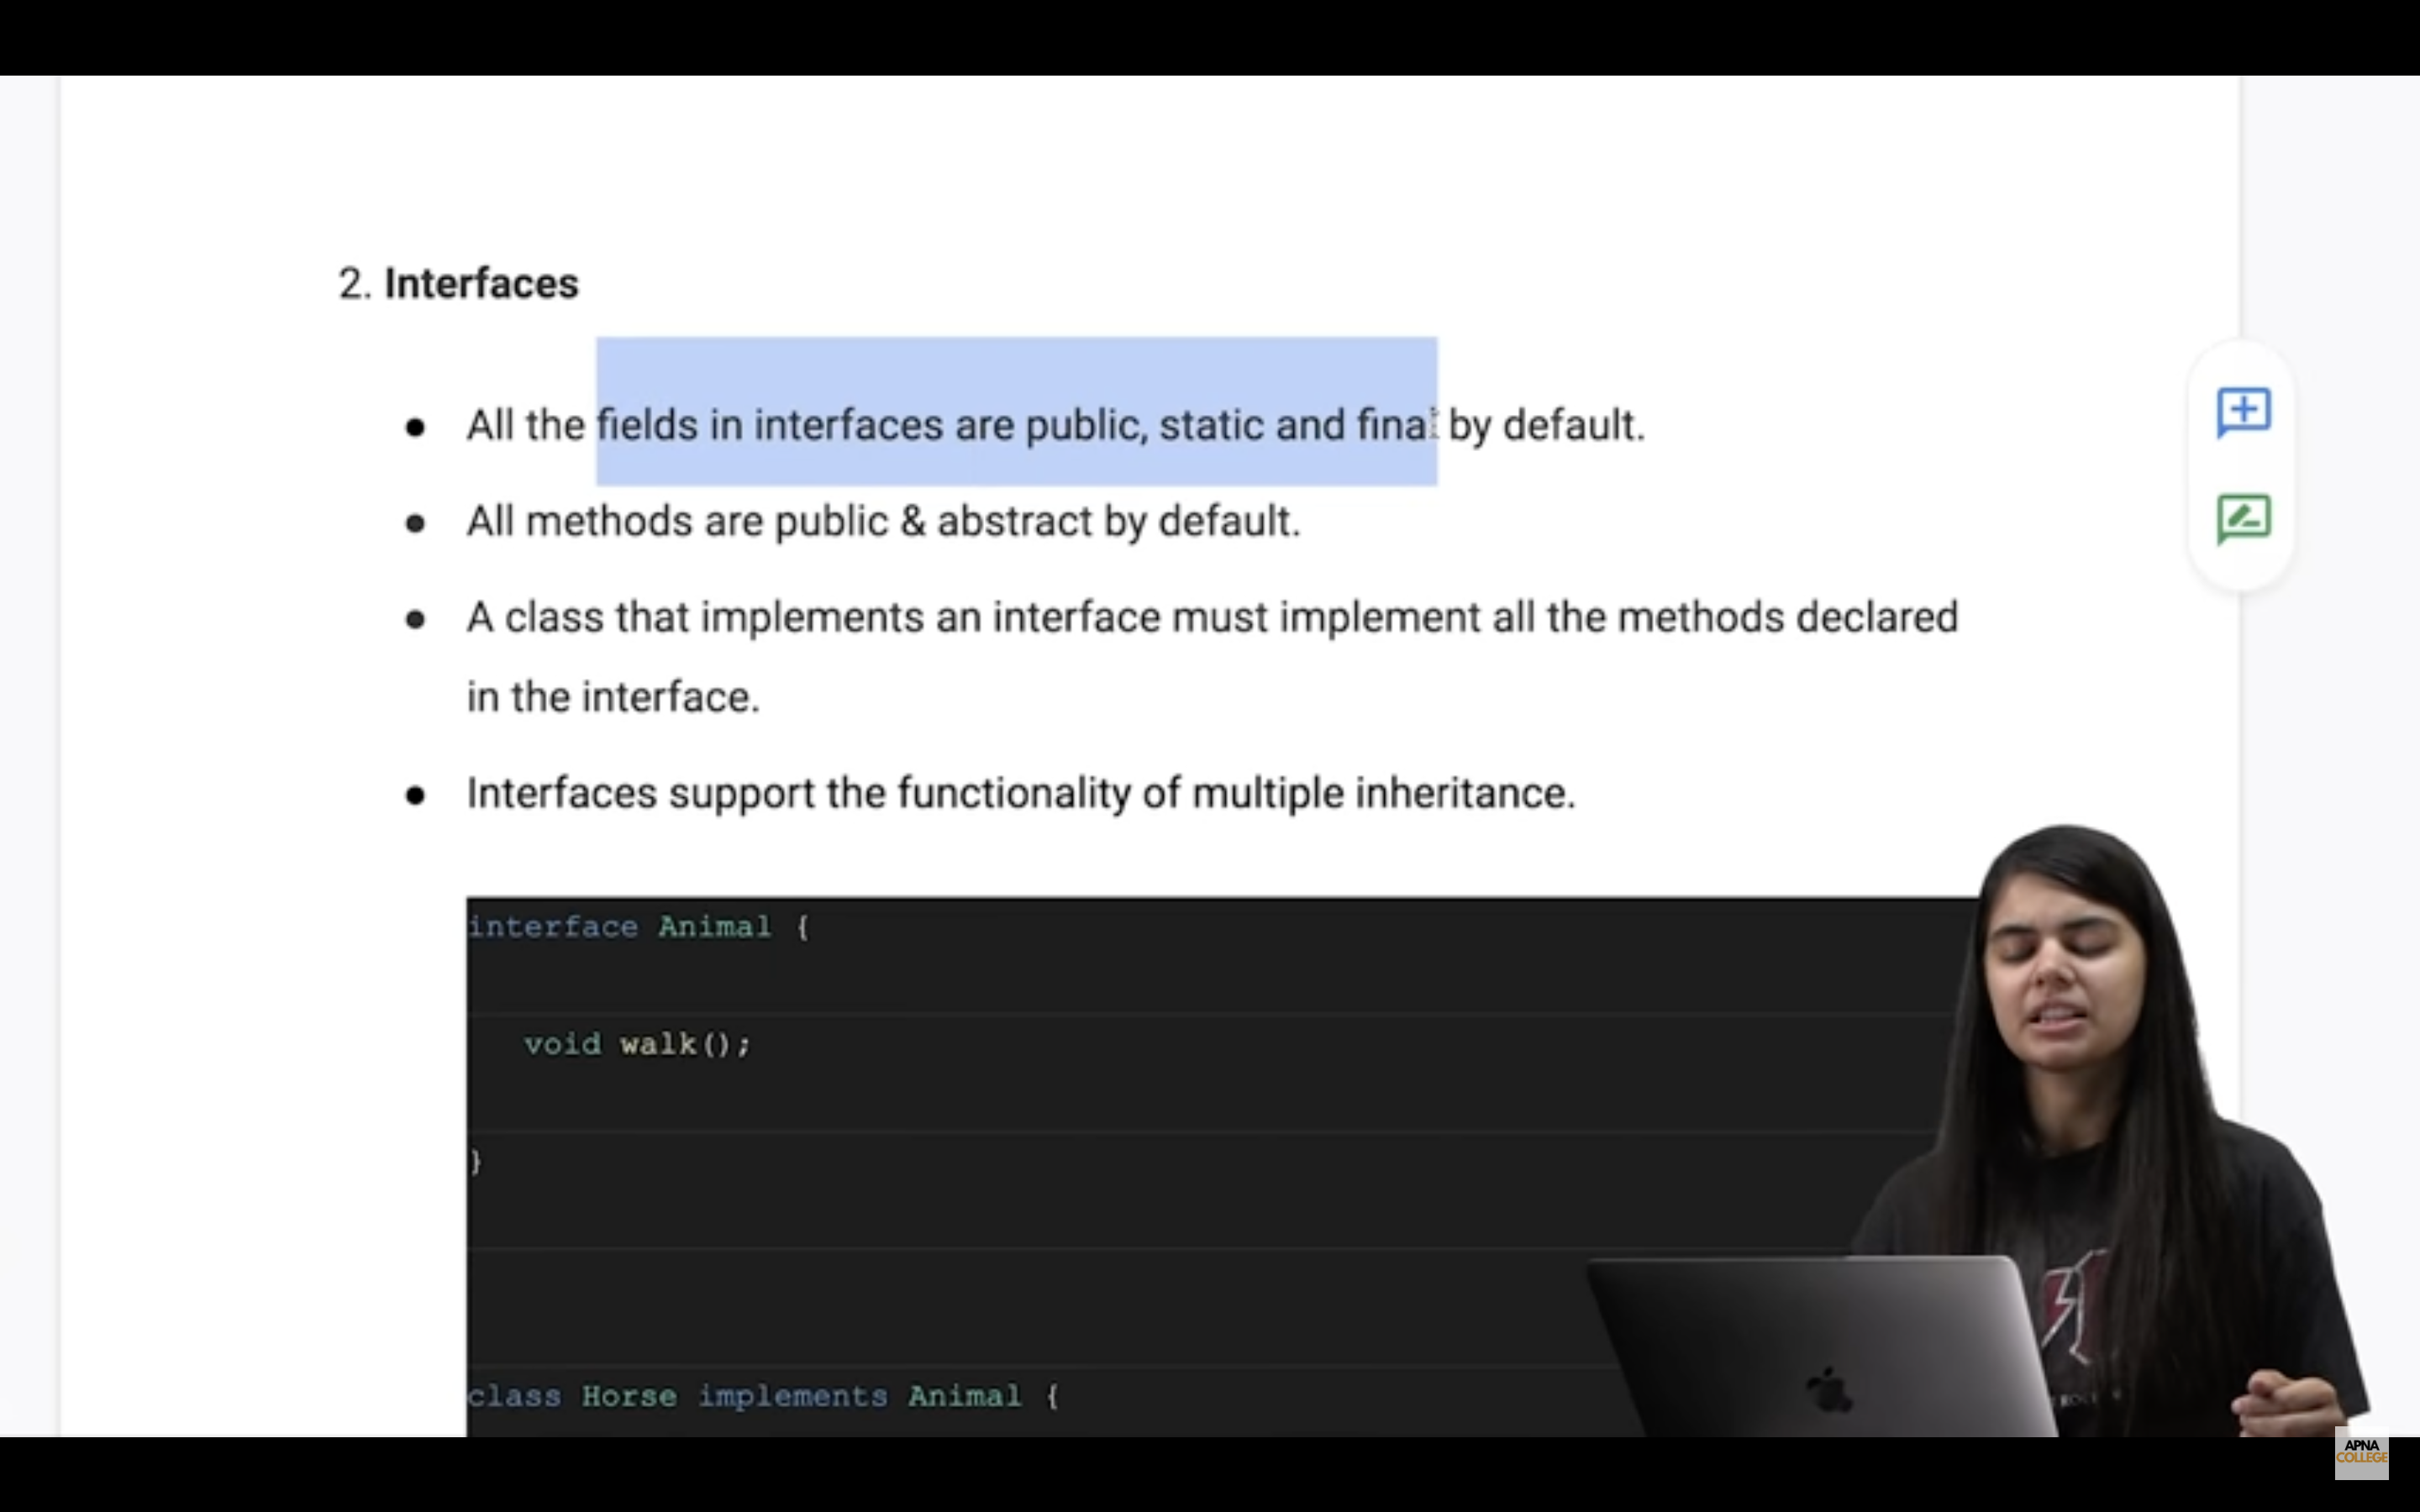 2. Interfaces
All the fields in interfaces are public, static and final by default.
All methods are public & abstract by default.
A class that implements an interface must implement all the methods declared
in the interface.
Interfaces support the functionality of multiple inheritance.
interface Animal {
void walk();
}
class Horse implements Animal {
APNA
COLLEGE